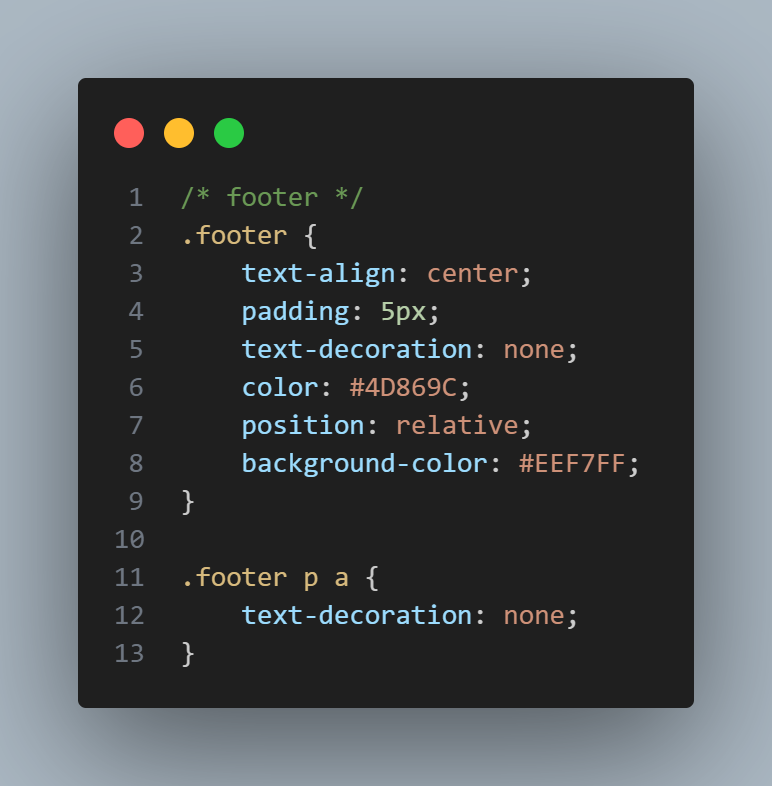 1 /* footer */
2 .footer {
3     text-align: center;
4     padding: 5px;
5     text-decoration: none;
6     color: #4D869C;
7     position: relative;
8     background-color: #EEF7FF;
9 }
10
11 .footer p a {
12     text-decoration: none;
13 }